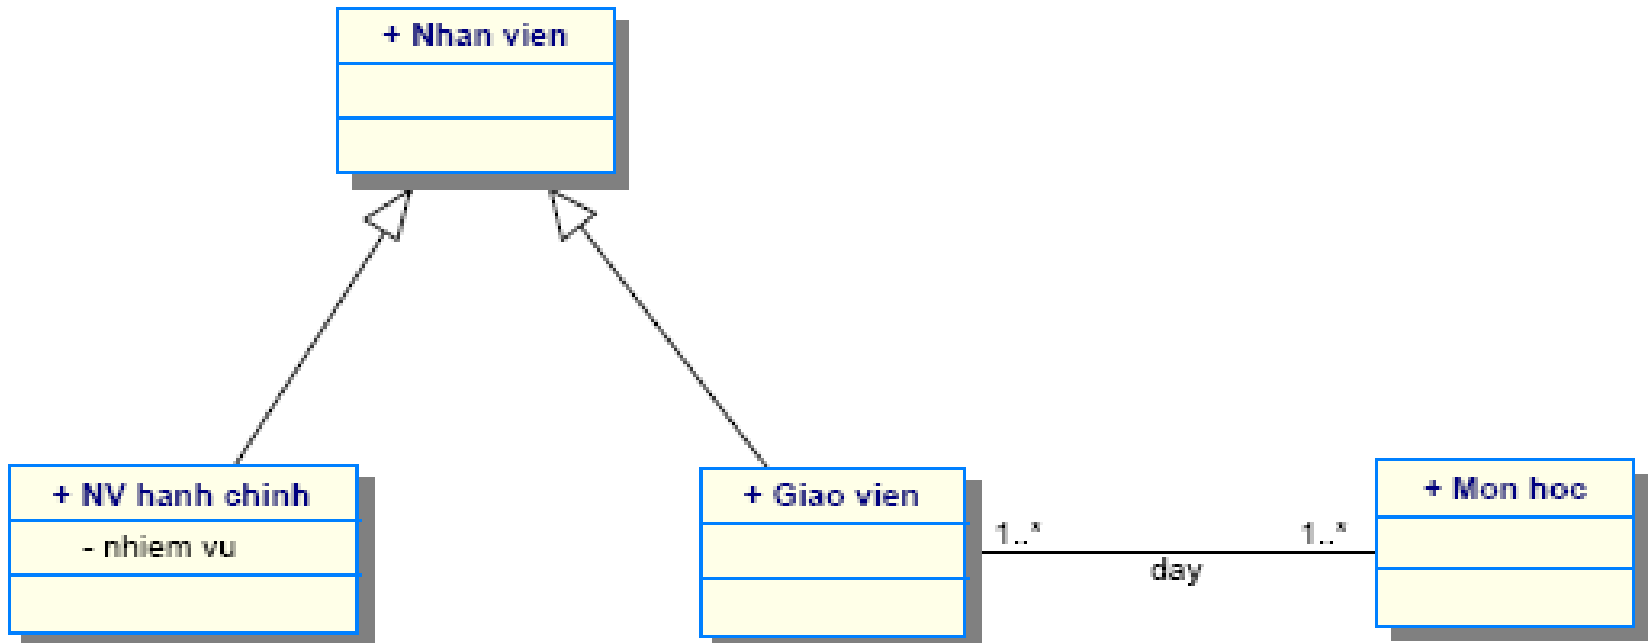 + Nhan vien
+ NV hanh chinh
- nhiem vu
+ Giao vien
1..*
1..*
day
+ Mon hoc